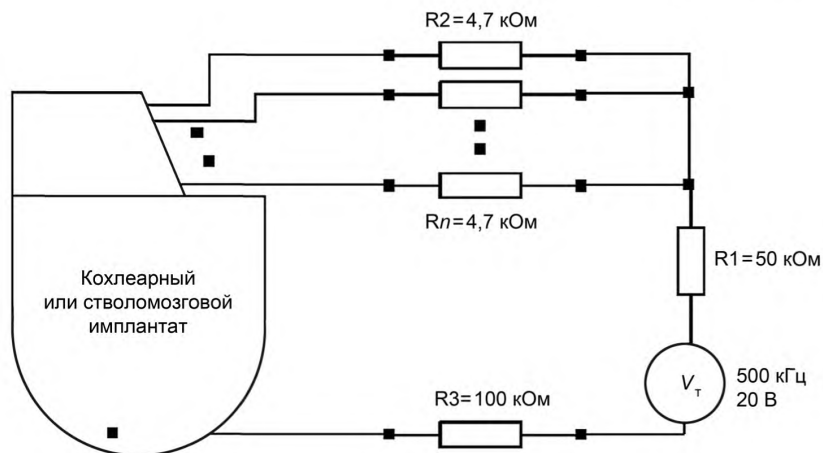 R2=4,7 кОм
Rn=4,7 кОм
R1=50 кОм
Кохлеарный
или стволомозговой
имплантат
Vт
500 кГц
20 В
R3=100 кОм